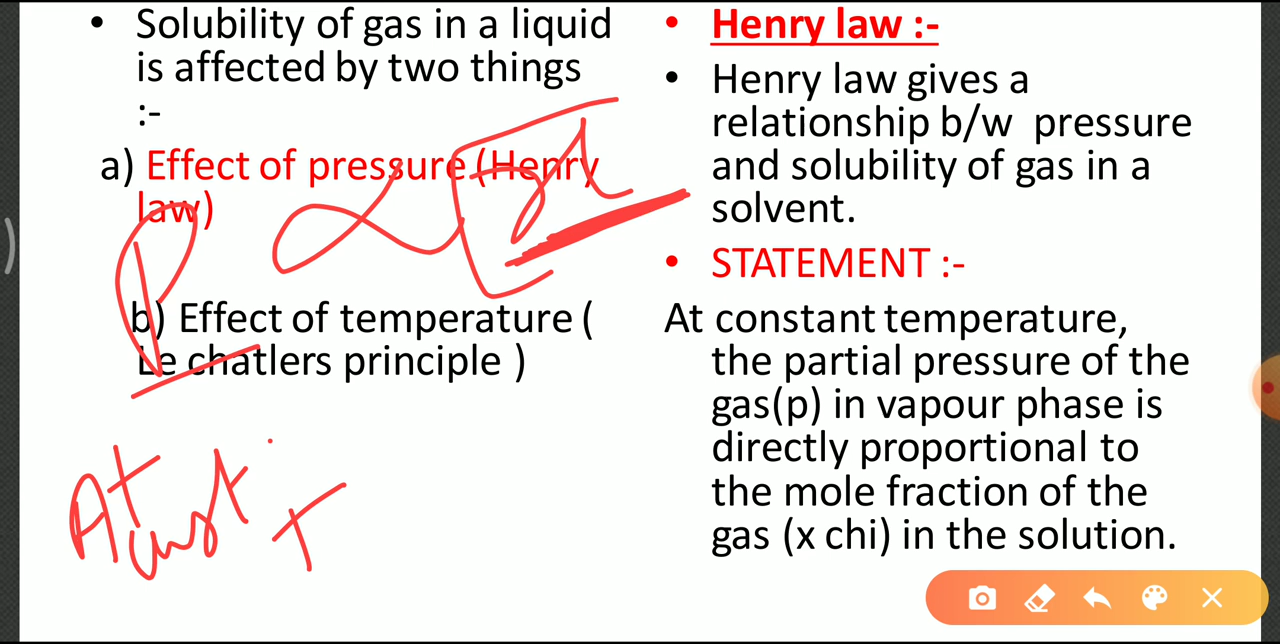 • Solubility of gas in a liquid
is affected by two things
:-
a) Effect of pressure (Henry
law)
P ∝
b) Effect of temperature (
Le chatlers principle )
At const T
• Henry law :-
• Henry law gives a
relationship b/w pressure
and solubility of gas in a
solvent.
• STATEMENT :-
At constant temperature,
the partial pressure of the
gas(p) in vapour phase is
directly proportional to
the mole fraction of the
gas (x chi) in the solution.